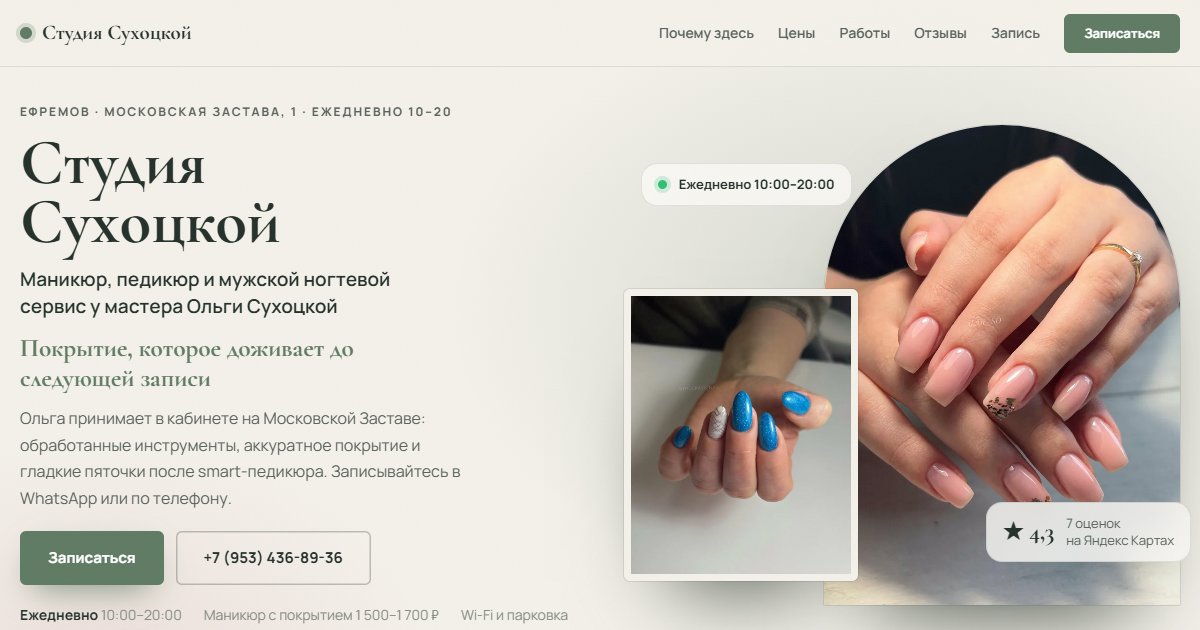 Студия Сухоцкой
Почему здесь
Цены
Работы
Отзывы
Запись
Записаться
ЕФРЕМОВ · МОСКОВСКАЯ ЗАСТАВА, 1 · ЕЖЕДНЕВНО 10–20
Студия
Сухоцкой
Маникюр, педикюр и мужской ногтевой
сервис у мастера Ольги Сухоцкой
Покрытие, которое доживает до
следующей записи
Ольга принимает в кабинете на Московской Заставе:
обработанные инструменты, аккуратное покрытие и
гладкие пяточки после smart-педикюра. Записывайтесь в
WhatsApp или по телефону.
Записаться
+7 (953) 436-89-36
Ежедневно 10:00–20:00
Маникюр с покрытием 1 500–1 700 ₽
Wi-Fi и парковка
Ежедневно 10:00–20:00
★ 4,3
7 оценок
на Яндекс Картах